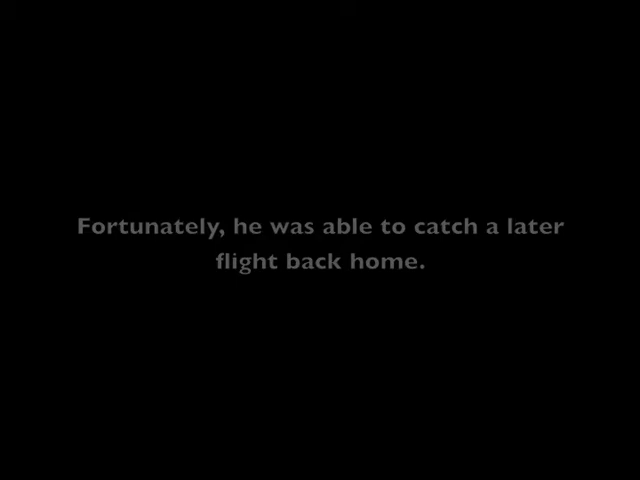 Fortunately, he was able to catch a later
flight back home.